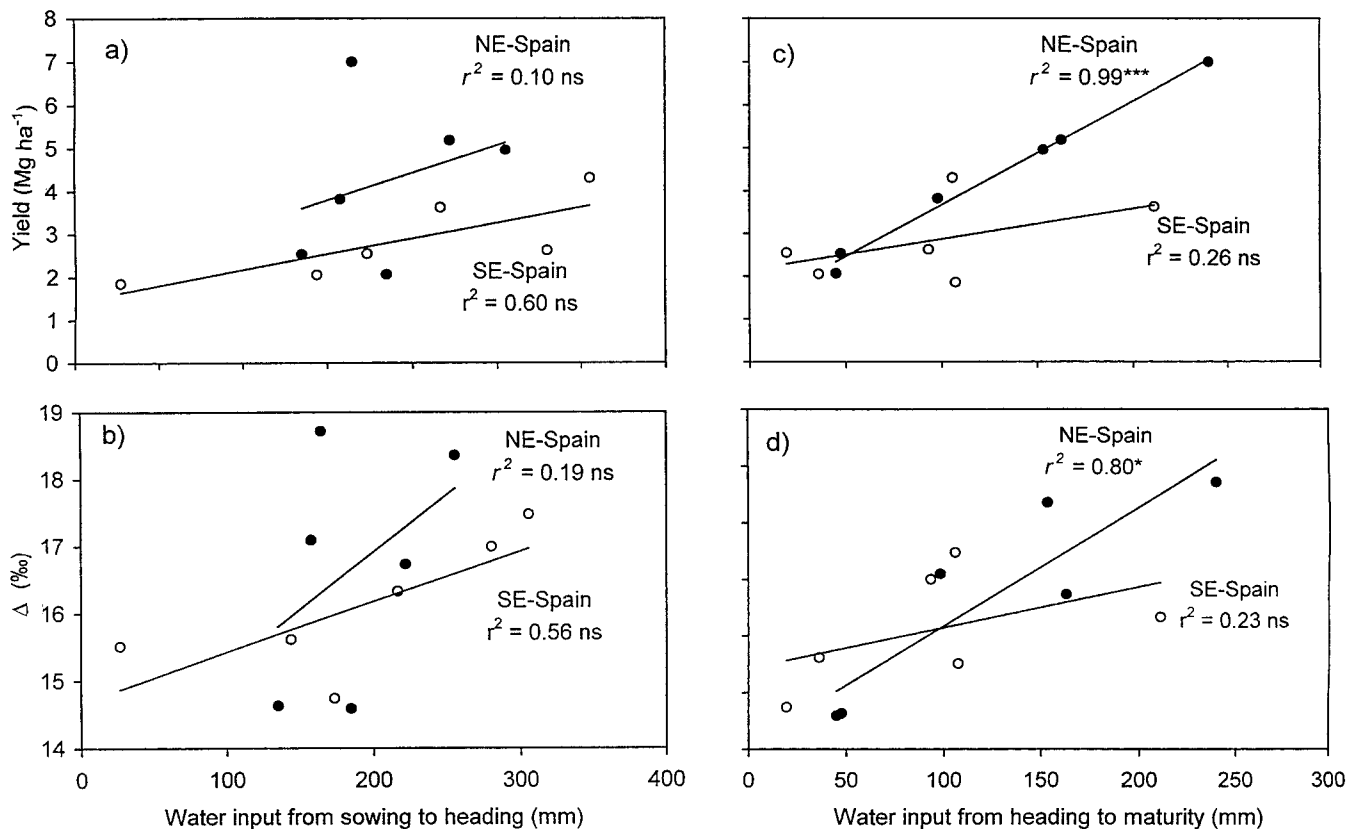 a)
NE-Spain
r² = 0.10 ns
SE-Spain
r² = 0.60 ns
Yield (Mg ha⁻¹)
8
7
6
5
4
3
2
1
0
c)
NE-Spain
r² = 0.99***
SE-Spain
r² = 0.26 ns
b)
NE-Spain
r² = 0.19 ns
SE-Spain
r² = 0.56 ns
Δ (‰)
19
18
17
16
15
14
0 100 200 300 400
Water input from sowing to heading (mm)
d)
NE-Spain
r² = 0.80*
SE-Spain
r² = 0.23 ns
0 50 100 150 200 250 300
Water input from heading to maturity (mm)